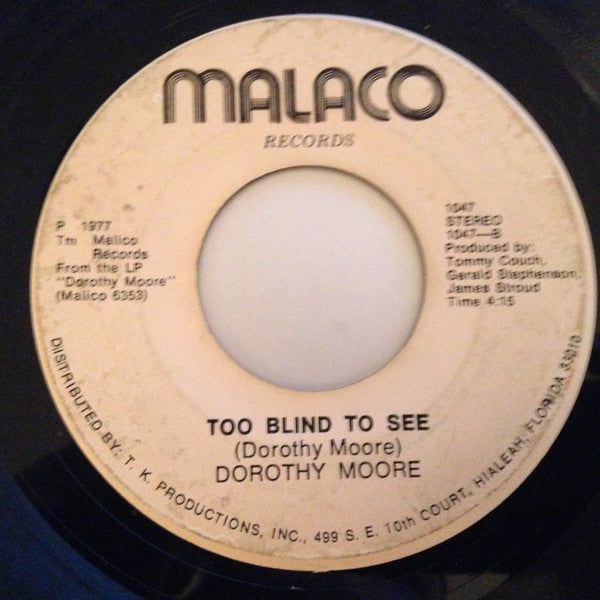 MALACO
RECORDS
P 1977
Tm Malico
Records
From the LP
"Dorothy Moore"
(Malico 6353)
1047
STEREO
1047—B
Produced by:
Tommy Couch,
Gerald Stephenson,
James Stroud
Time 4:15
TOO BLIND TO SEE
(Dorothy Moore)
DOROTHY MOORE
DISTRIBUTED BY: T. K. PRODUCTIONS, INC., 499 S. E. 10th COURT, HIALEAH, FLORIDA 33010